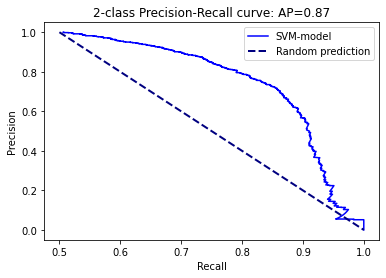 2-class Precision-Recall curve: AP=0.87
SVM-model
Random prediction
Precision
1.0
0.8
0.6
0.4
0.2
0.0
0.5 0.6 0.7 0.8 0.9 1.0
Recall